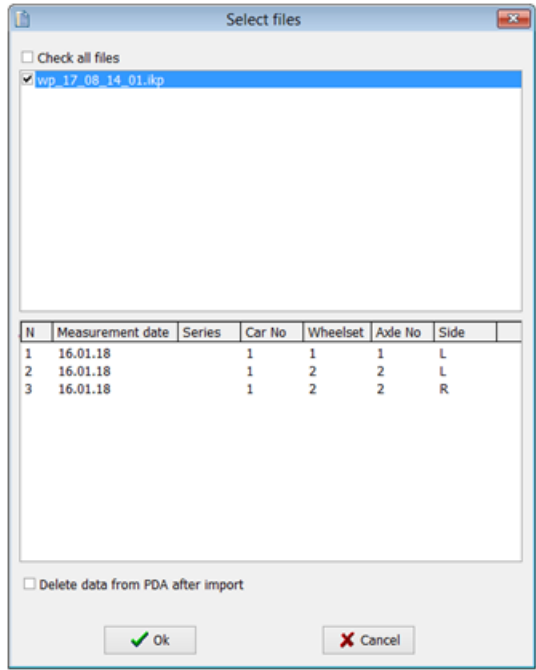 Select files
Check all files
wp_17_08_14_01.ikp
N Measurement date Series Car No Wheelset Axle No Side
1 16.01.18 1 1 1 L
2 16.01.18 1 2 2 L
3 16.01.18 1 2 2 R
Delete data from PDA after import
Ok Cancel